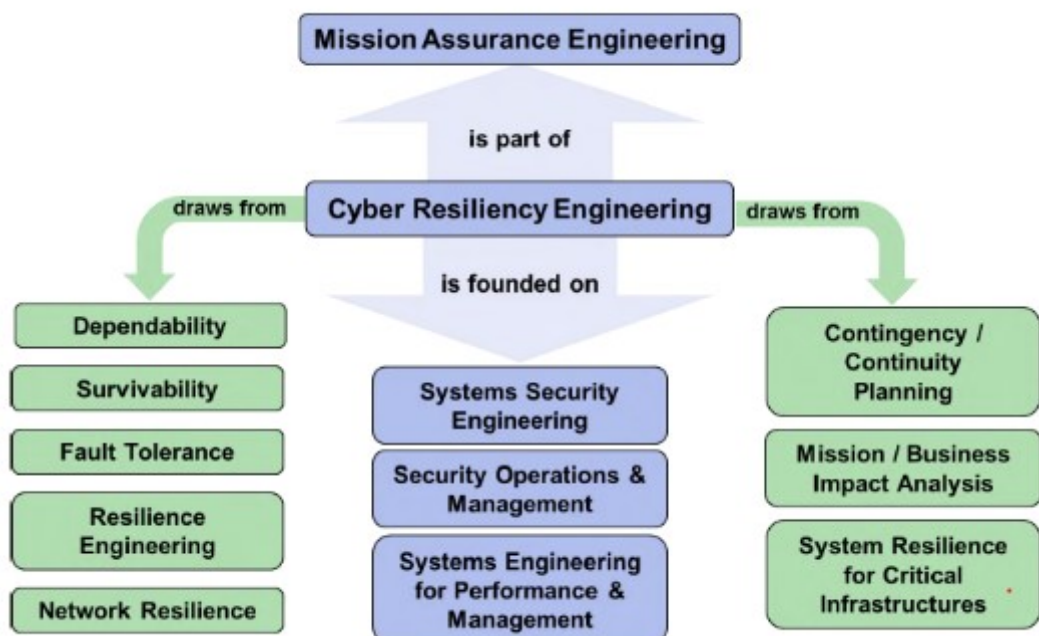 Mission Assurance Engineering
is part of
draws from
Cyber Resiliency Engineering
draws from
is founded on
Dependability
Survivability
Fault Tolerance
Resilience
Engineering
Network Resilience
Systems Security
Engineering
Security Operations &
Management
Systems Engineering
for Performance &
Management
Contingency /
Continuity
Planning
Mission / Business
Impact Analysis
System Resilience
for Critical
Infrastructures